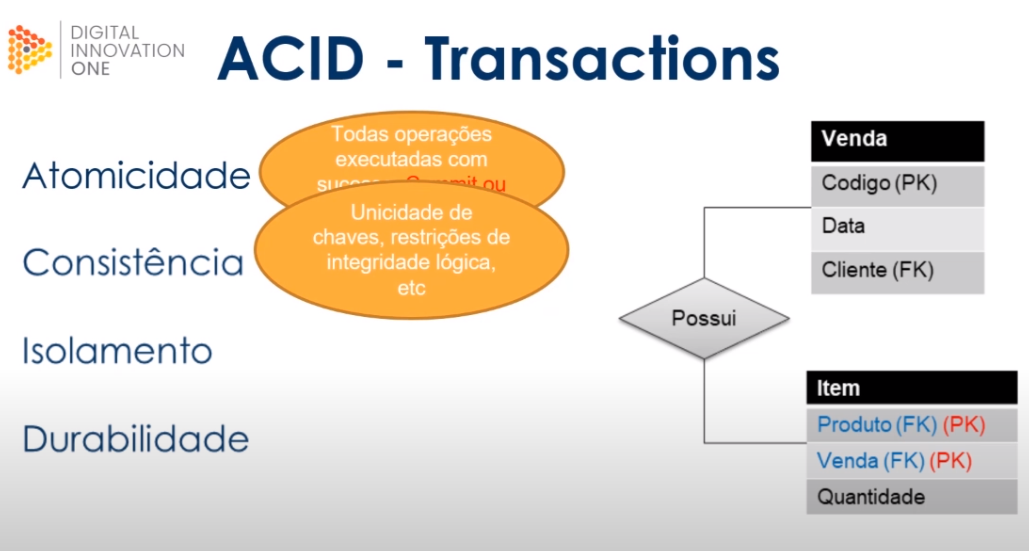 DIGITAL
INNOVATION
ONE
ACID - Transactions
Atomicidade
Todas operações
executadas com
Commit ou
Consistência
Unicidade de
chaves, restrições de
integridade lógica,
etc
Isolamento
Durabilidade
Venda
Codigo (PK)
Data
Cliente (FK)
Possui
Item
Produto (FK) (PK)
Venda (FK) (PK)
Quantidade